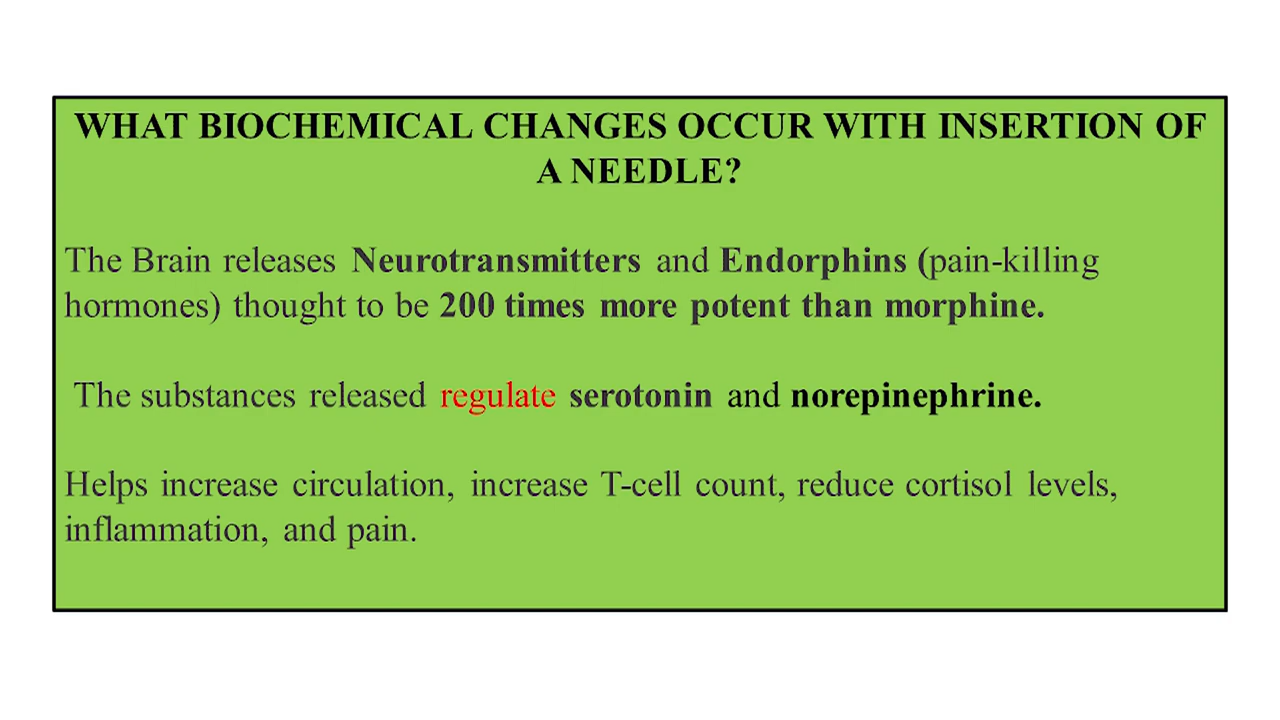 WHAT BIOCHEMICAL CHANGES OCCUR WITH INSERTION OF
A NEEDLE?
The Brain releases Neurotransmitters and Endorphins (pain-killing
hormones) thought to be 200 times more potent than morphine.
The substances released regulate serotonin and norepinephrine.
Helps increase circulation, increase T-cell count, reduce cortisol levels,
inflammation, and pain.